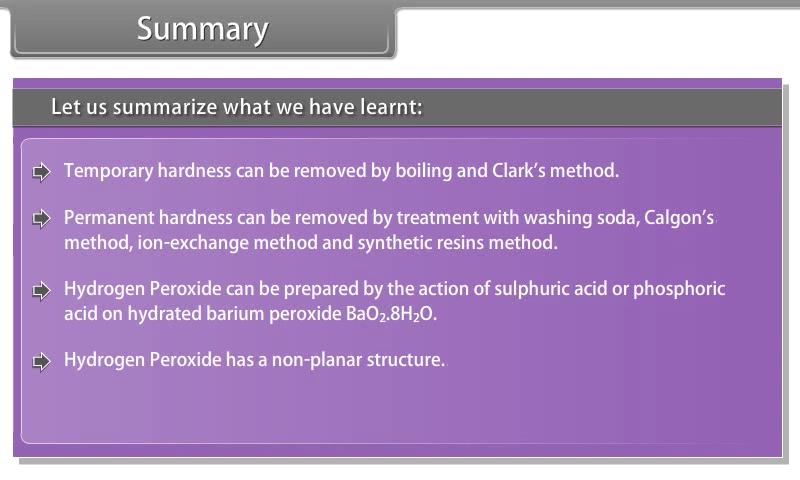 Summary
Let us summarize what we have learnt:
Temporary hardness can be removed by boiling and Clark's method.
Permanent hardness can be removed by treatment with washing soda, Calgon's
method, ion-exchange method and synthetic resins method.
Hydrogen Peroxide can be prepared by the action of sulphuric acid or phosphoric
acid on hydrated barium peroxide BaO₂.8H₂O.
Hydrogen Peroxide has a non-planar structure.